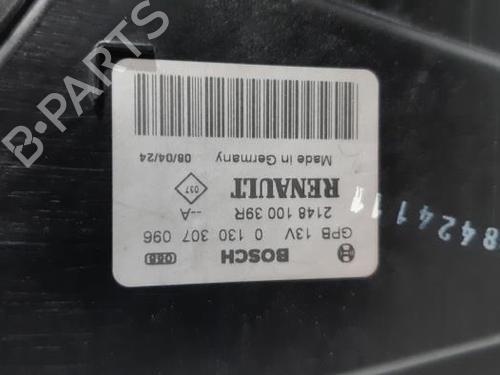 BOSCH
088
GPB 13V 0 130 307 096
2148 100 39R --A
RENAULT
037
Made in Germany 08/04/24
842411
B-PARTS